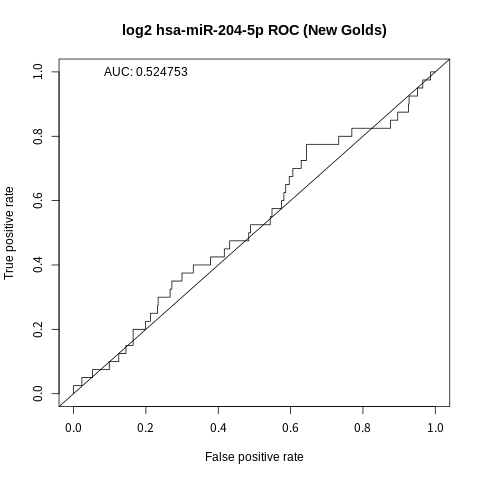 log2 hsa-miR-204-5p ROC (New Golds)
AUC: 0.524753
True positive rate
1.0
0.8
0.6
0.4
0.2
0.0
0.0 0.2 0.4 0.6 0.8 1.0
False positive rate